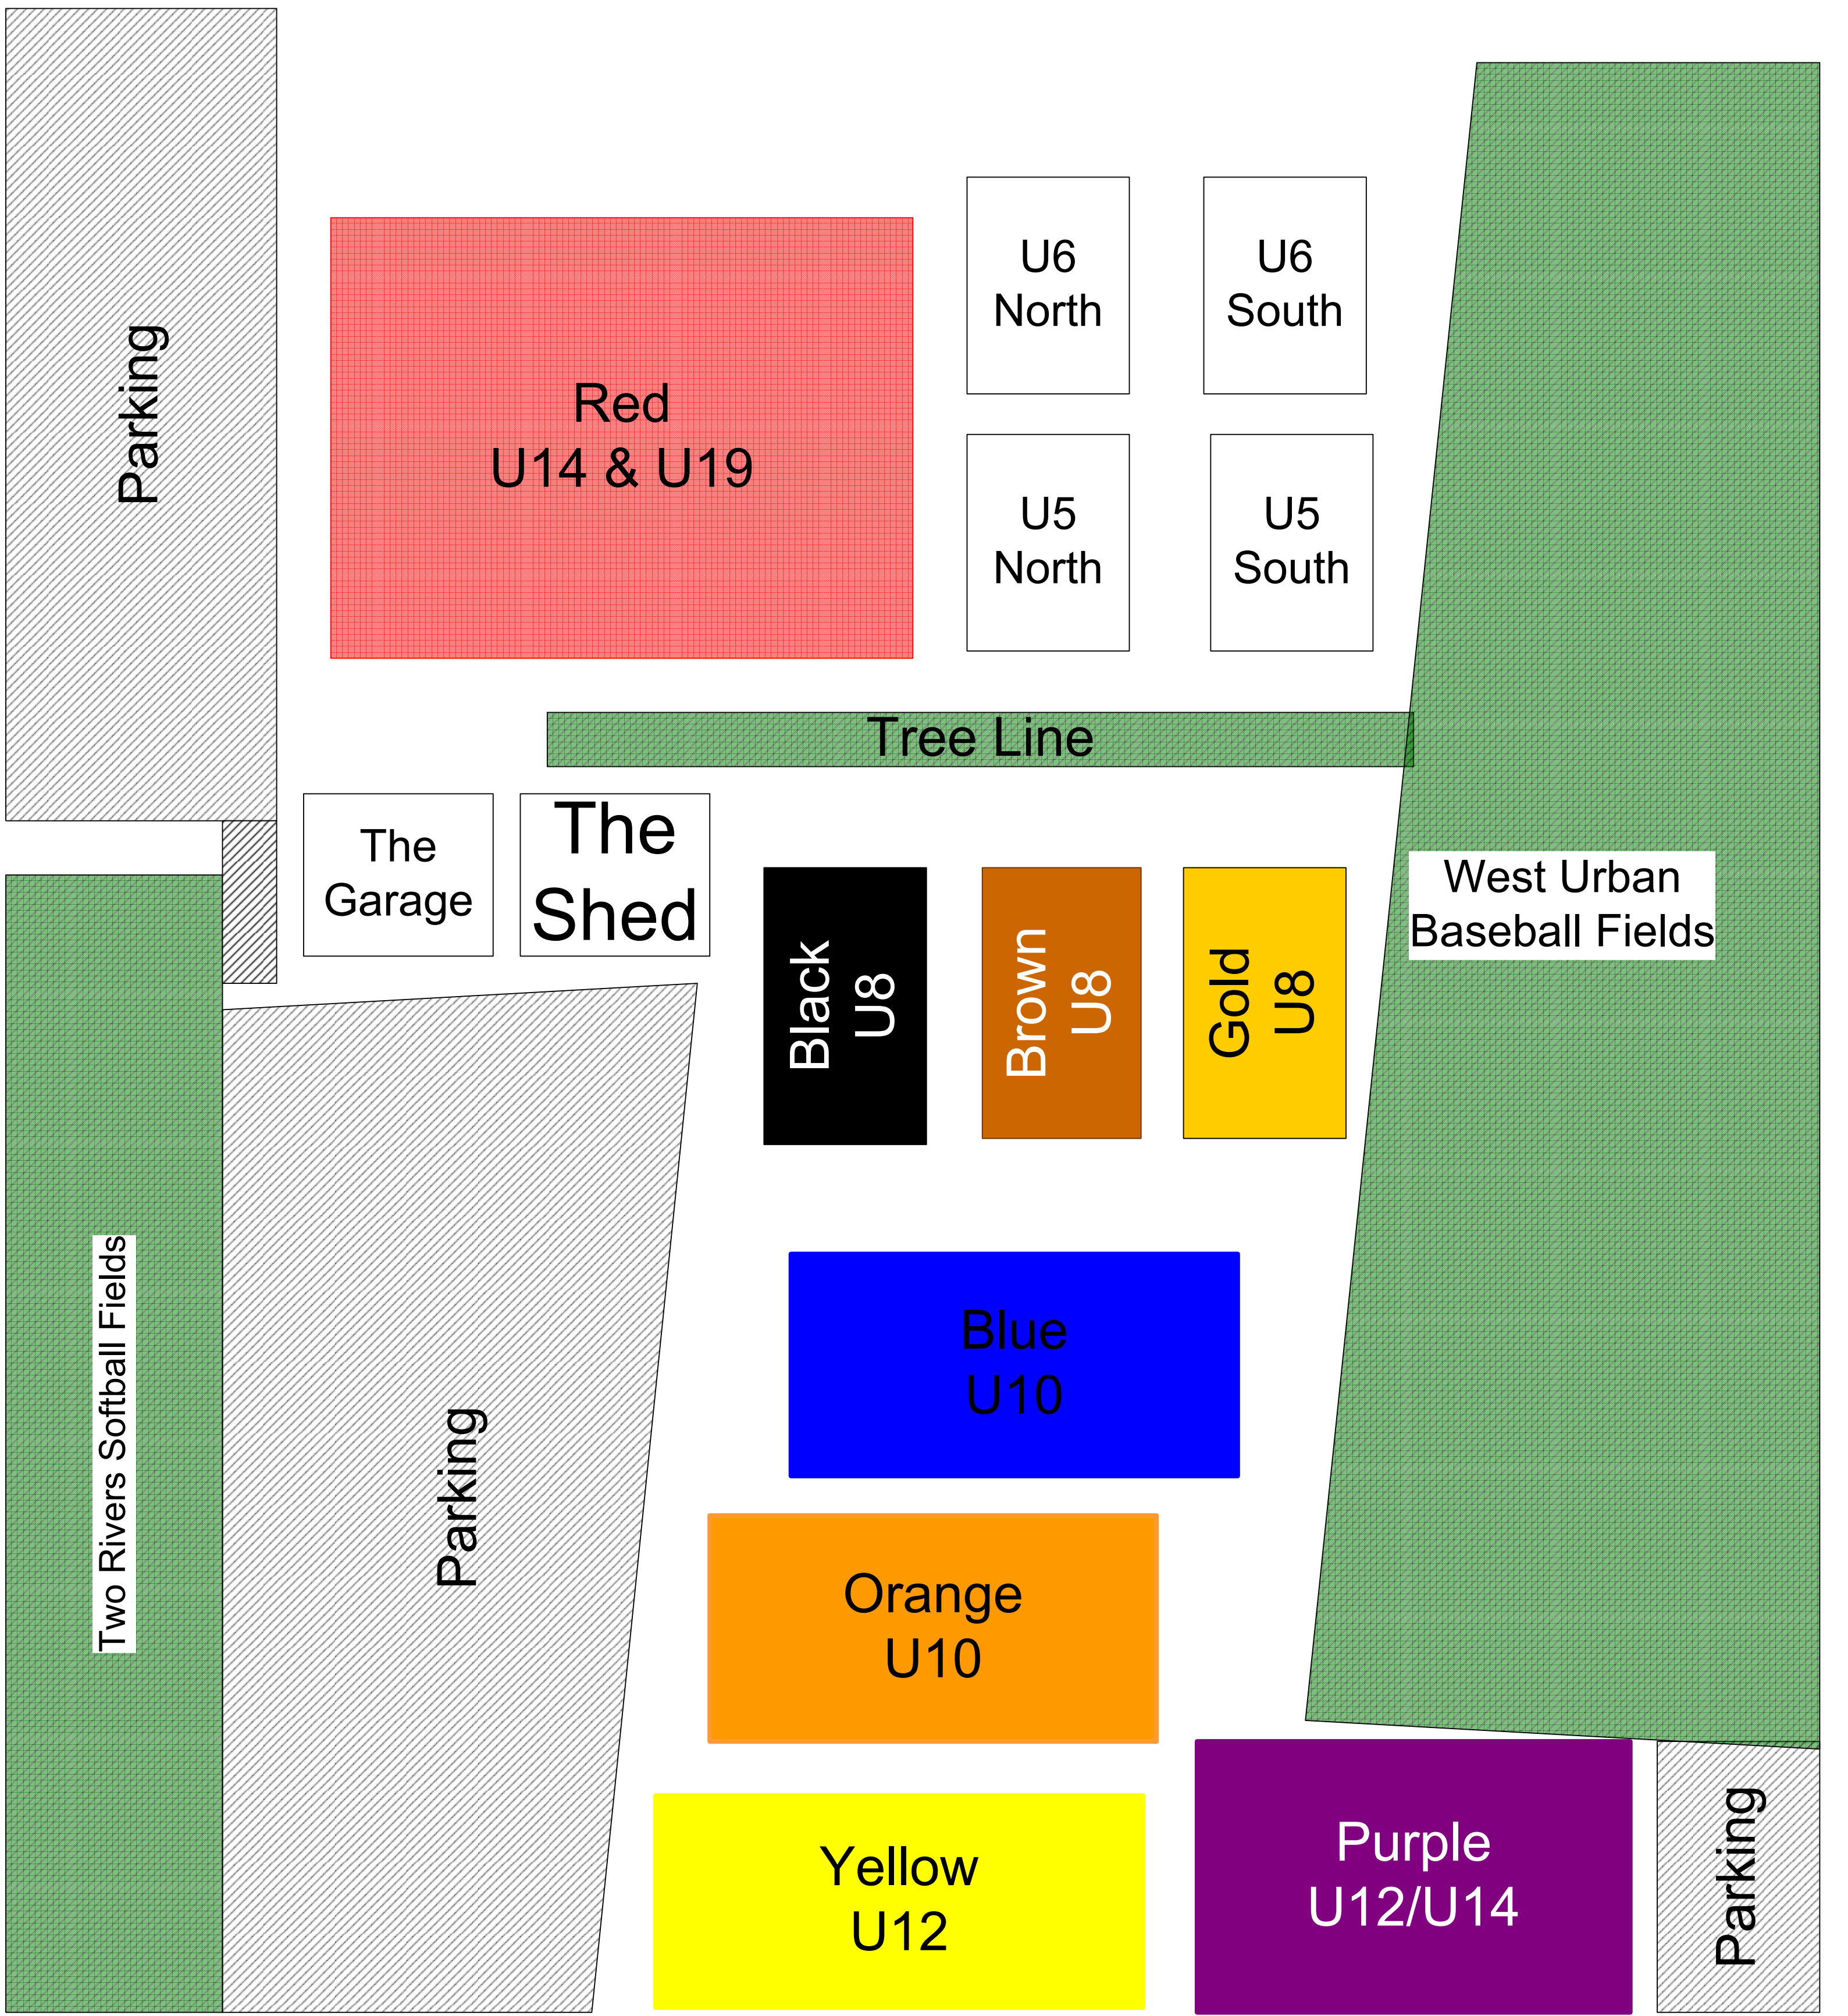 Parking
Red
U14 & U19
U6
North
U6
South
U5
North
U5
South
Tree Line
The
Garage
The
Shed
Black
U8
Brown
U8
Gold
U8
West Urban
Baseball Fields
Two Rivers Softball Fields
Parking
Blue
U10
Orange
U10
Yellow
U12
Purple
U12/U14
Parking